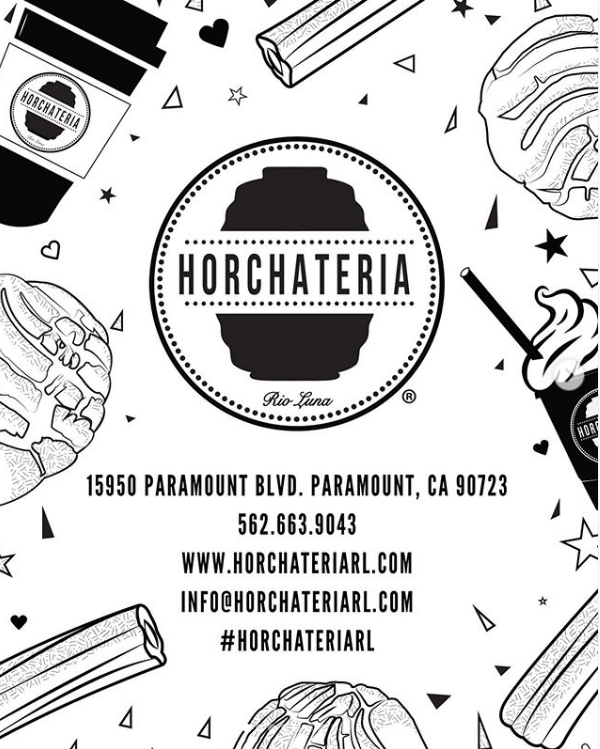 HORCHATERIA
HORCHATERIA
Rio Luna
®
15950 PARAMOUNT BLVD. PARAMOUNT, CA 90723
562.663.9043
WWW.HORCHATERIARL.COM
INFO@HORCHATERIARL.COM
#HORCHATERIARL